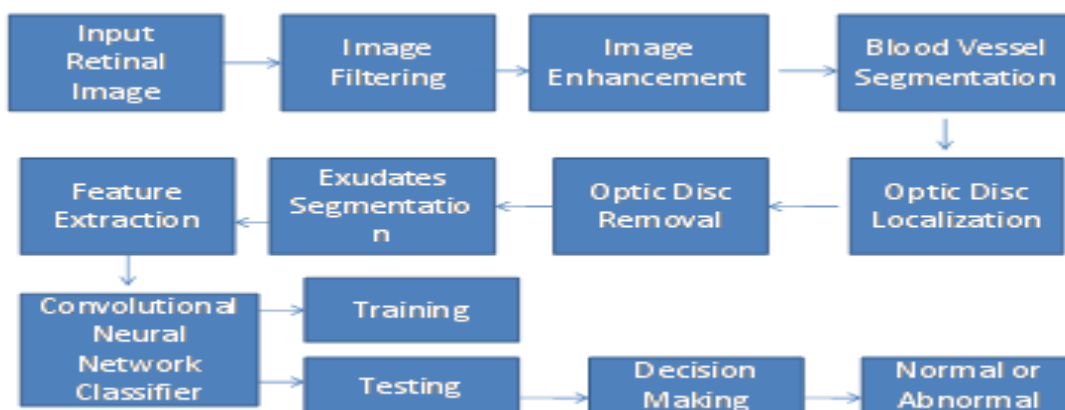 Input
Retinal
Image
Image
Filtering
Image
Enhancement
Blood Vessel
Segmentation
Feature
Extraction
Exudates
Segmentatio
n
Optic Disc
Removal
Optic Disc
Localization
Convolutional
Neural
Network
Classifier
Training
Testing
Decision
Making
Normal or
Abnormal